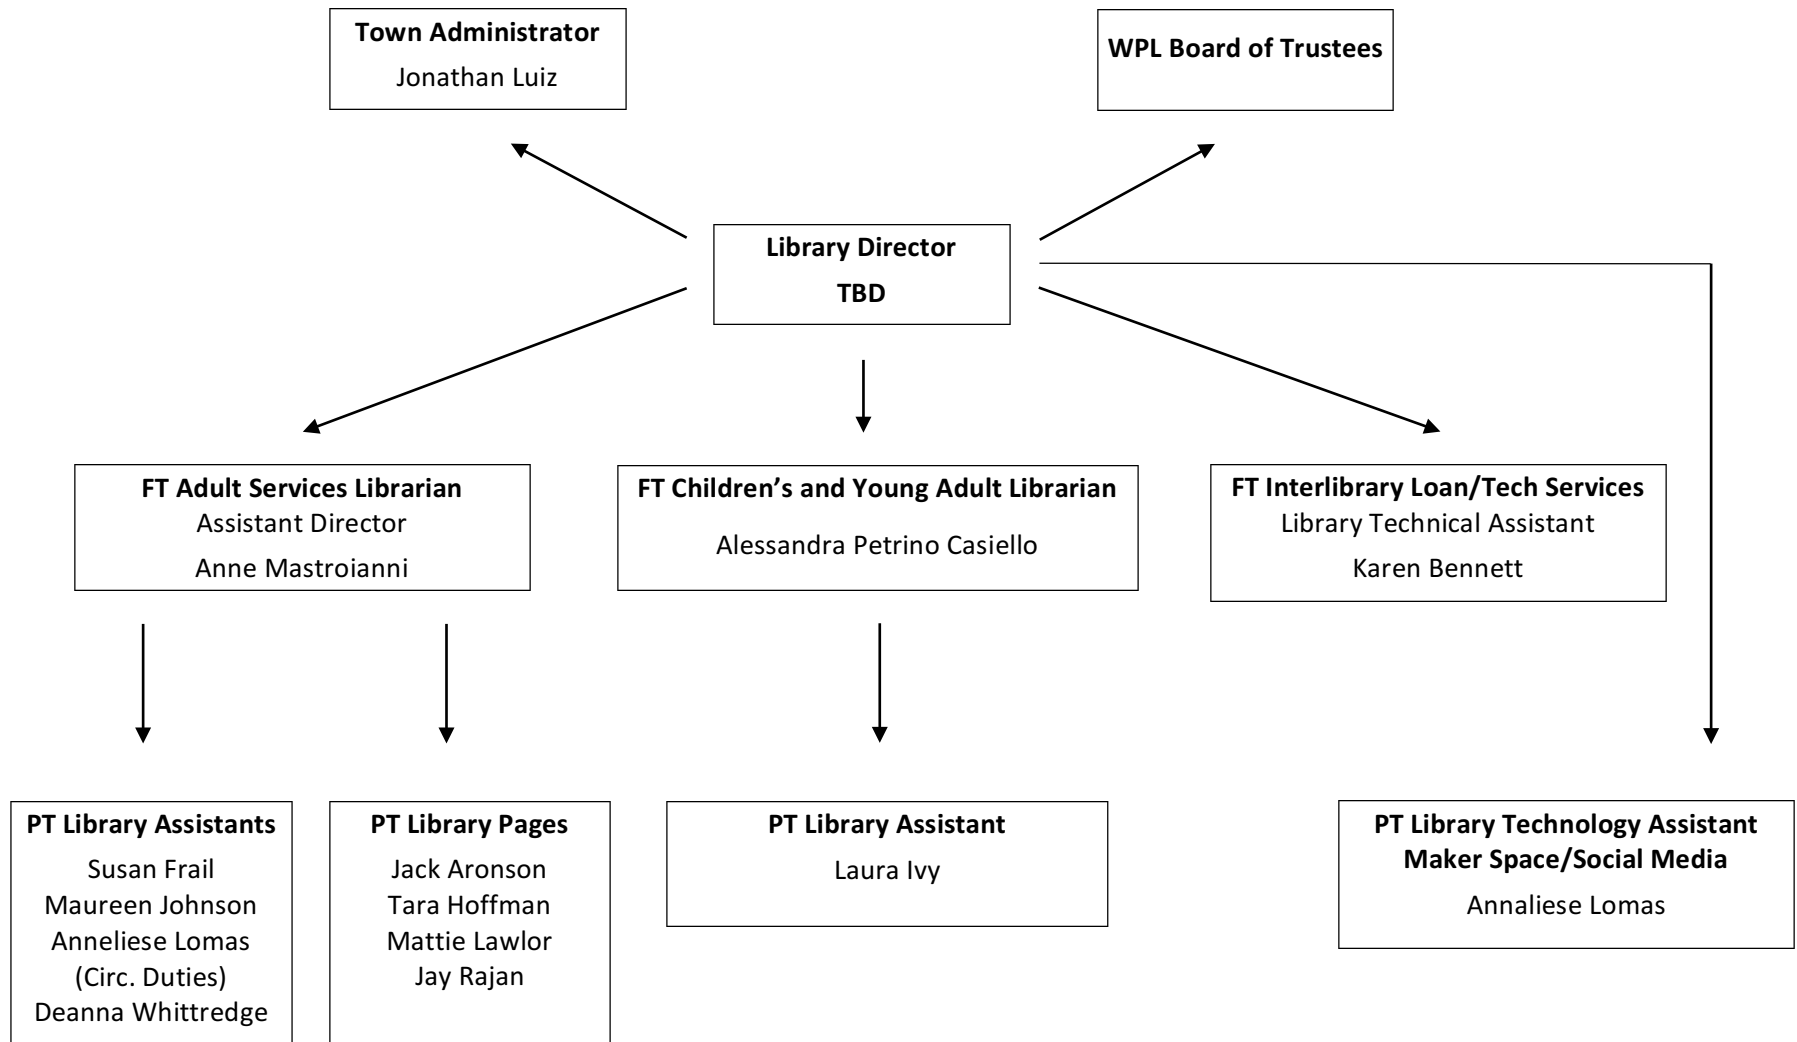 Town Administrator
Jonathan Luiz
WPL Board of Trustees
Library Director
TBD
FT Adult Services Librarian
Assistant Director
Anne Mastroianni
FT Children’s and Young Adult Librarian
Alessandra Petrino Casiello
FT Interlibrary Loan/Tech Services
Library Technical Assistant
Karen Bennett
PT Library Assistants
Susan Frail
Maureen Johnson
Anneliese Lomas
(Circ. Duties)
Deanna Whittredge
PT Library Pages
Jack Aronson
Tara Hoffman
Mattie Lawlor
Jay Rajan
PT Library Assistant
Laura Ivy
PT Library Technology Assistant
Maker Space/Social Media
Annaliese Lomas